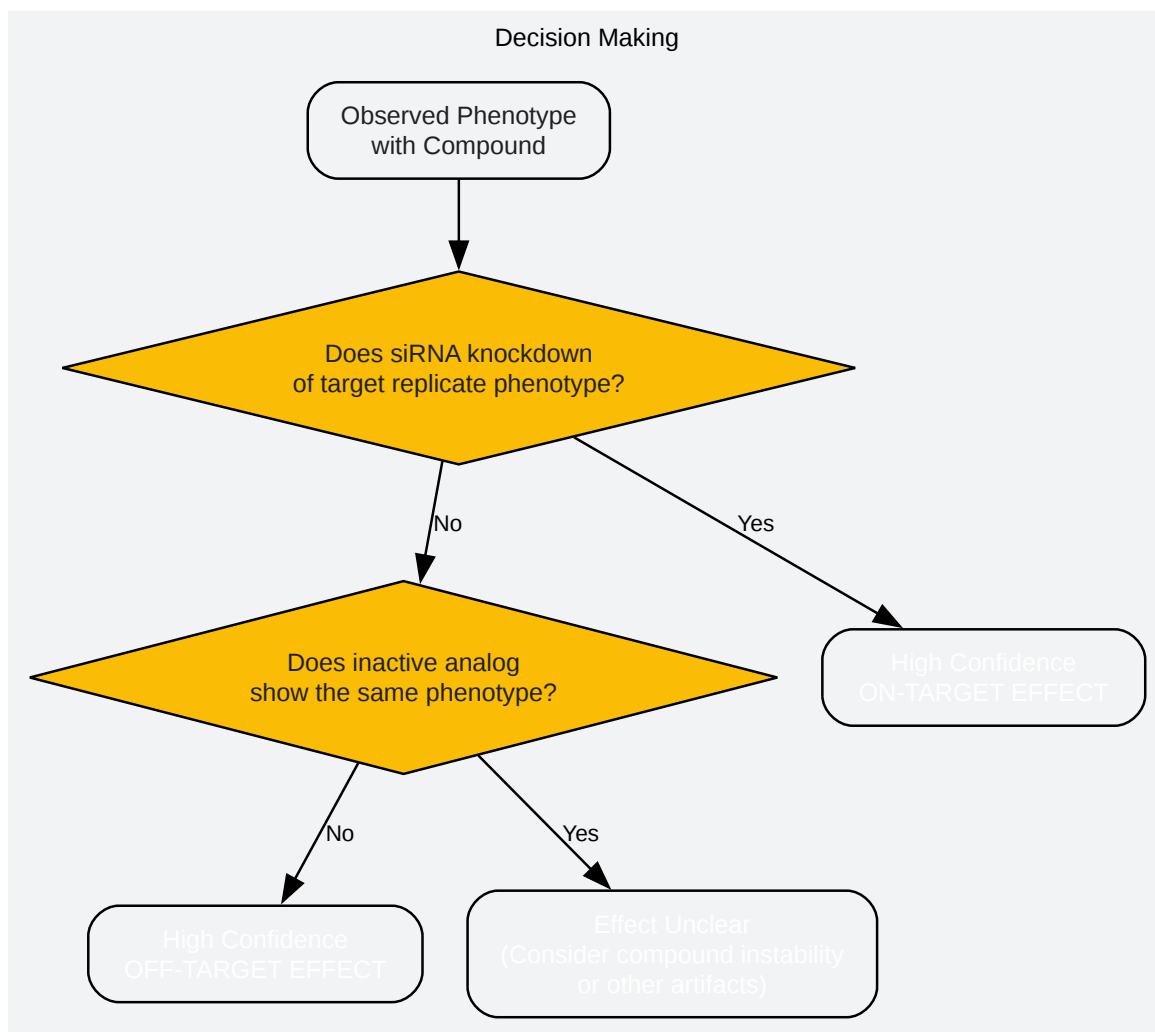 Decision Making
Observed Phenotype
with Compound
Does siRNA knockdown
of target replicate phenotype?
No
Yes
Does inactive analog
show the same phenotype?
High Confidence
ON-TARGET EFFECT
No
Yes
High Confidence
OFF-TARGET EFFECT
Effect Unclear
(Consider compound instability
or other artifacts)